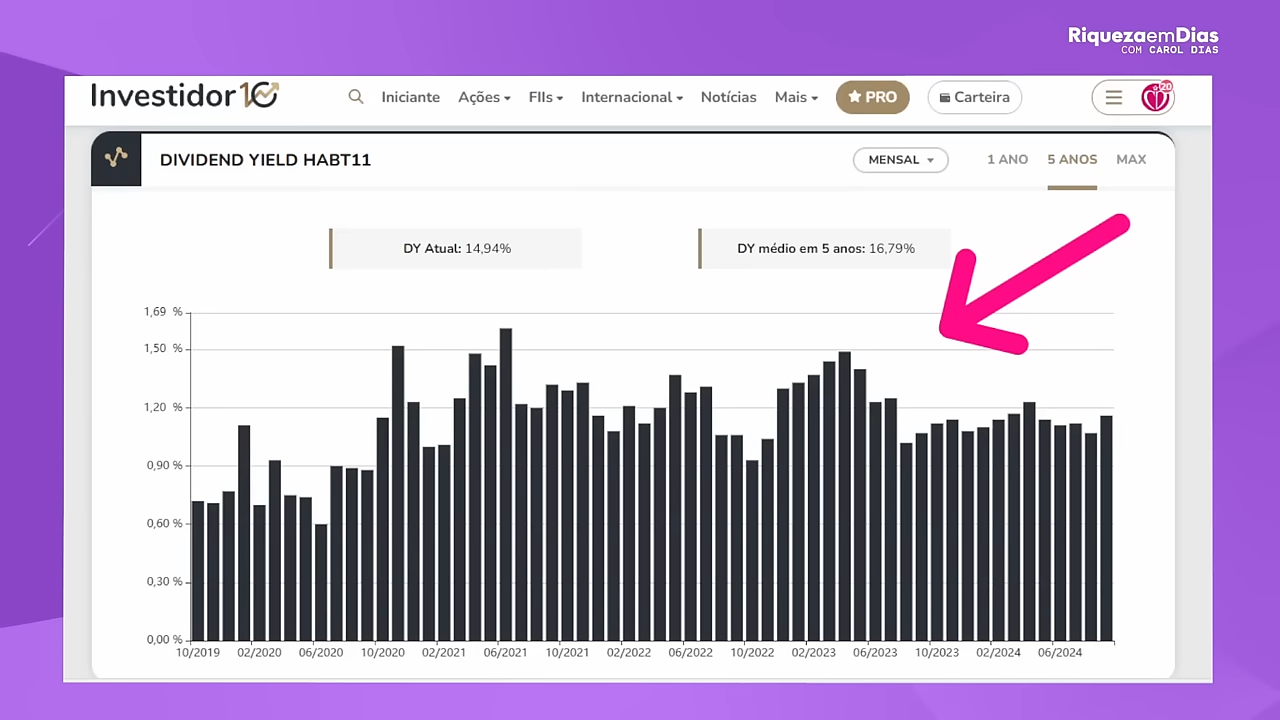 RiquezaemDias
COM CAROL DIAS
Investidor 10
Iniciante
Ações
FIIs
Internacional
Notícias
Mais
PRO
Carteira
20
DIVIDEND YIELD HABT11
MENSAL
1 ANO
5 ANOS
MAX
DY Atual: 14,94%
DY médio em 5 anos: 16,79%
1,69 %
1,50 %
1,20 %
0,90 %
0,60 %
0,30 %
0,00 %
10/2019 02/2020 06/2020 10/2020 02/2021 06/2021 10/2021 02/2022 06/2022 10/2022 02/2023 06/2023 10/2023 02/2024 06/2024